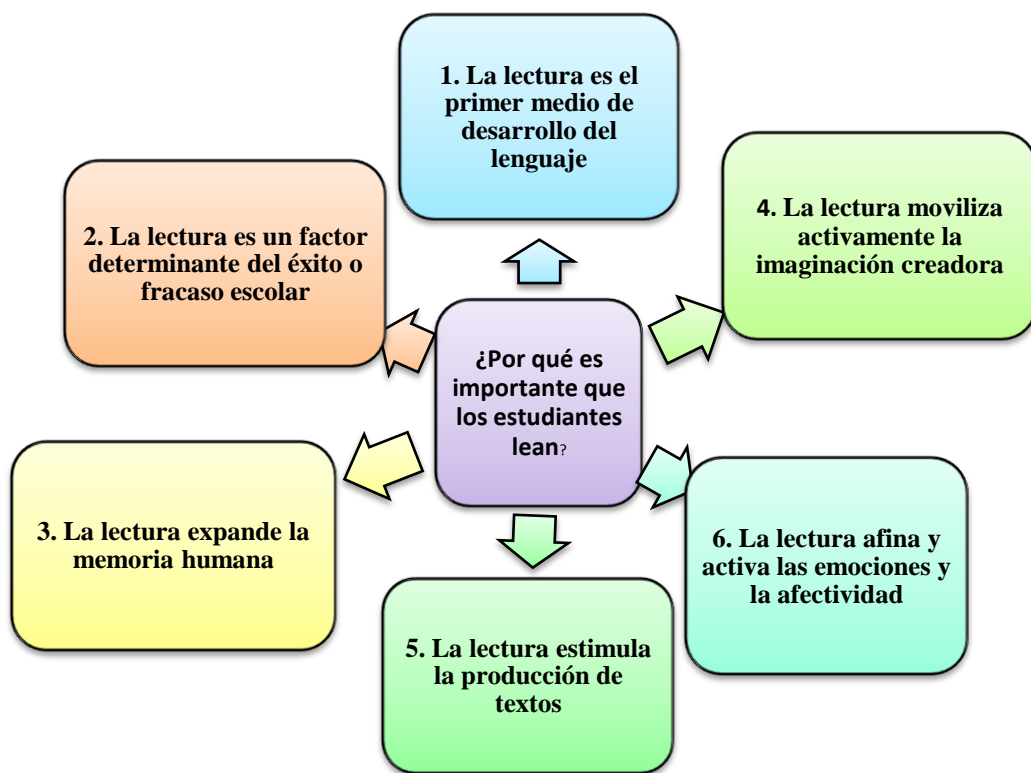 1. La lectura es el
primer medio de
desarrollo del
lenguaje
2. La lectura es un factor
determinante del éxito o
fracaso escolar
4. La lectura moviliza
activamente la
imaginación creadora
¿Por qué es
importante que
los estudiantes
lean?
3. La lectura expande la
memoria humana
6. La lectura afina y
activa las emociones y
la afectividad
5. La lectura estimula
la producción de
textos